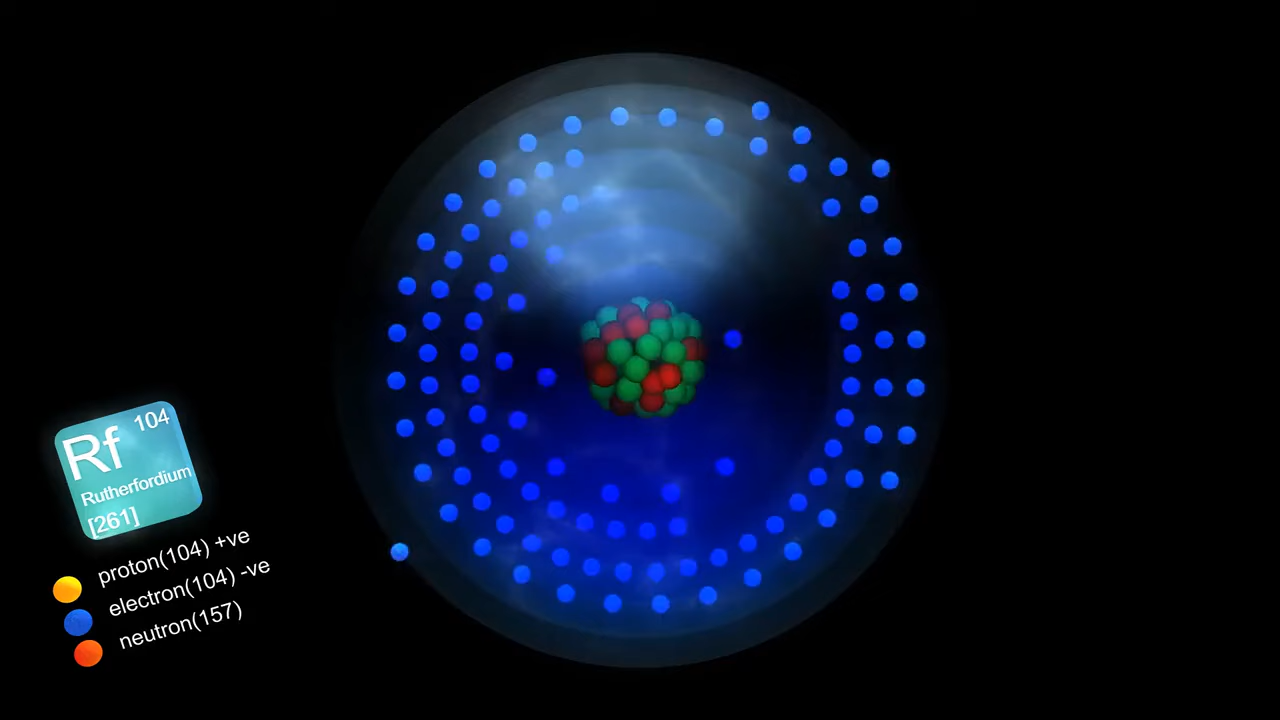 104
Rf
Rutherfordium
[261]
proton(104) +ve
electron(104) -ve
neutron(157)